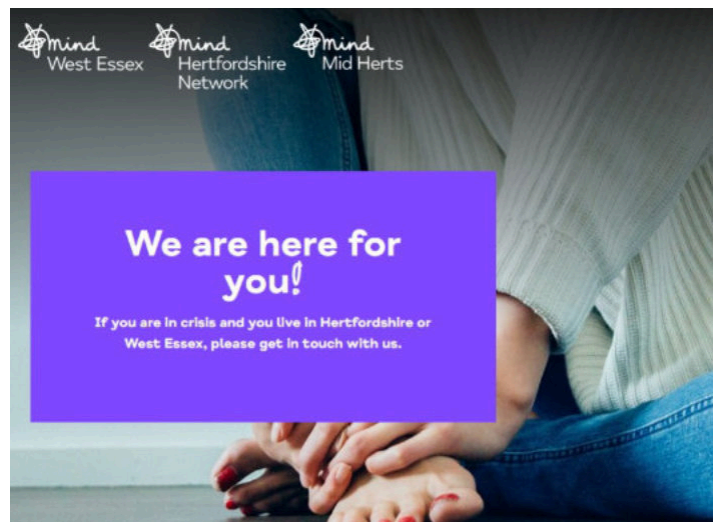 mind
West Essex
mind
Hertfordshire
Network
mind
Mid Herts
We are here for
you!
If you are in crisis and you live in Hertfordshire or
West Essex, please get in touch with us.